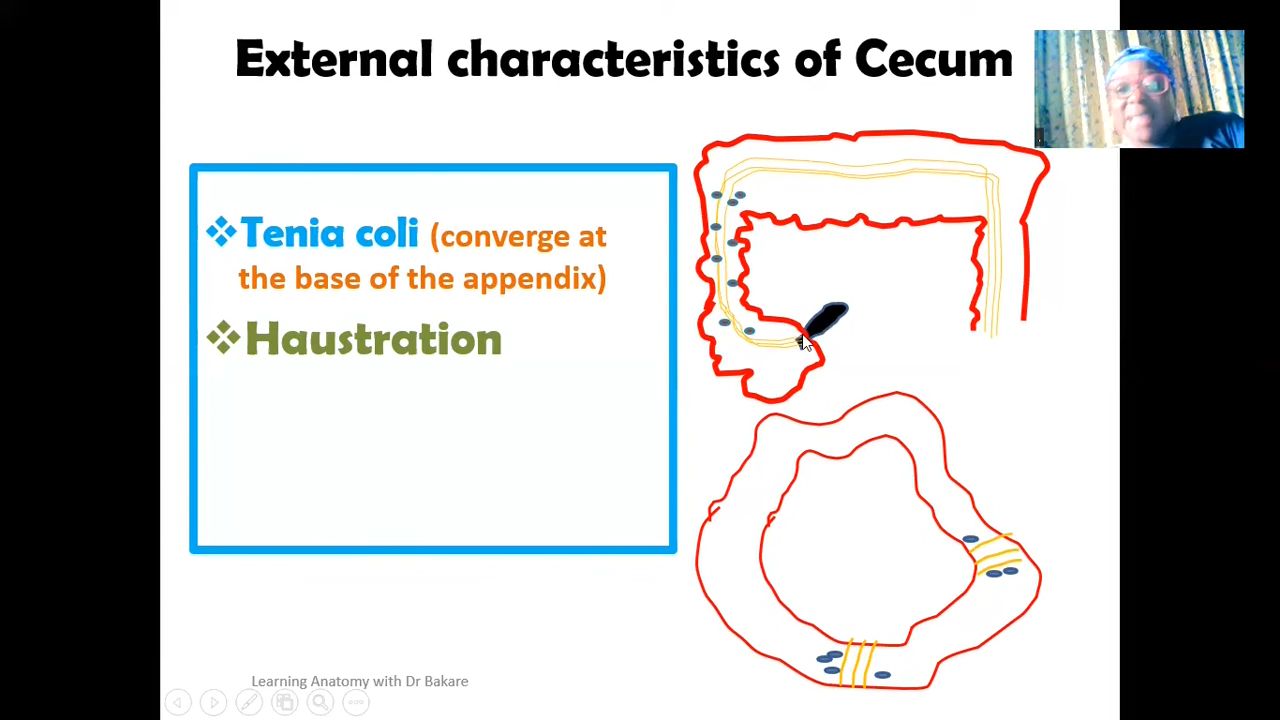 External characteristics of Cecum
Tenia coli (converge at
the base of the appendix)
Haustration
Learning Anatomy with Dr Bakare